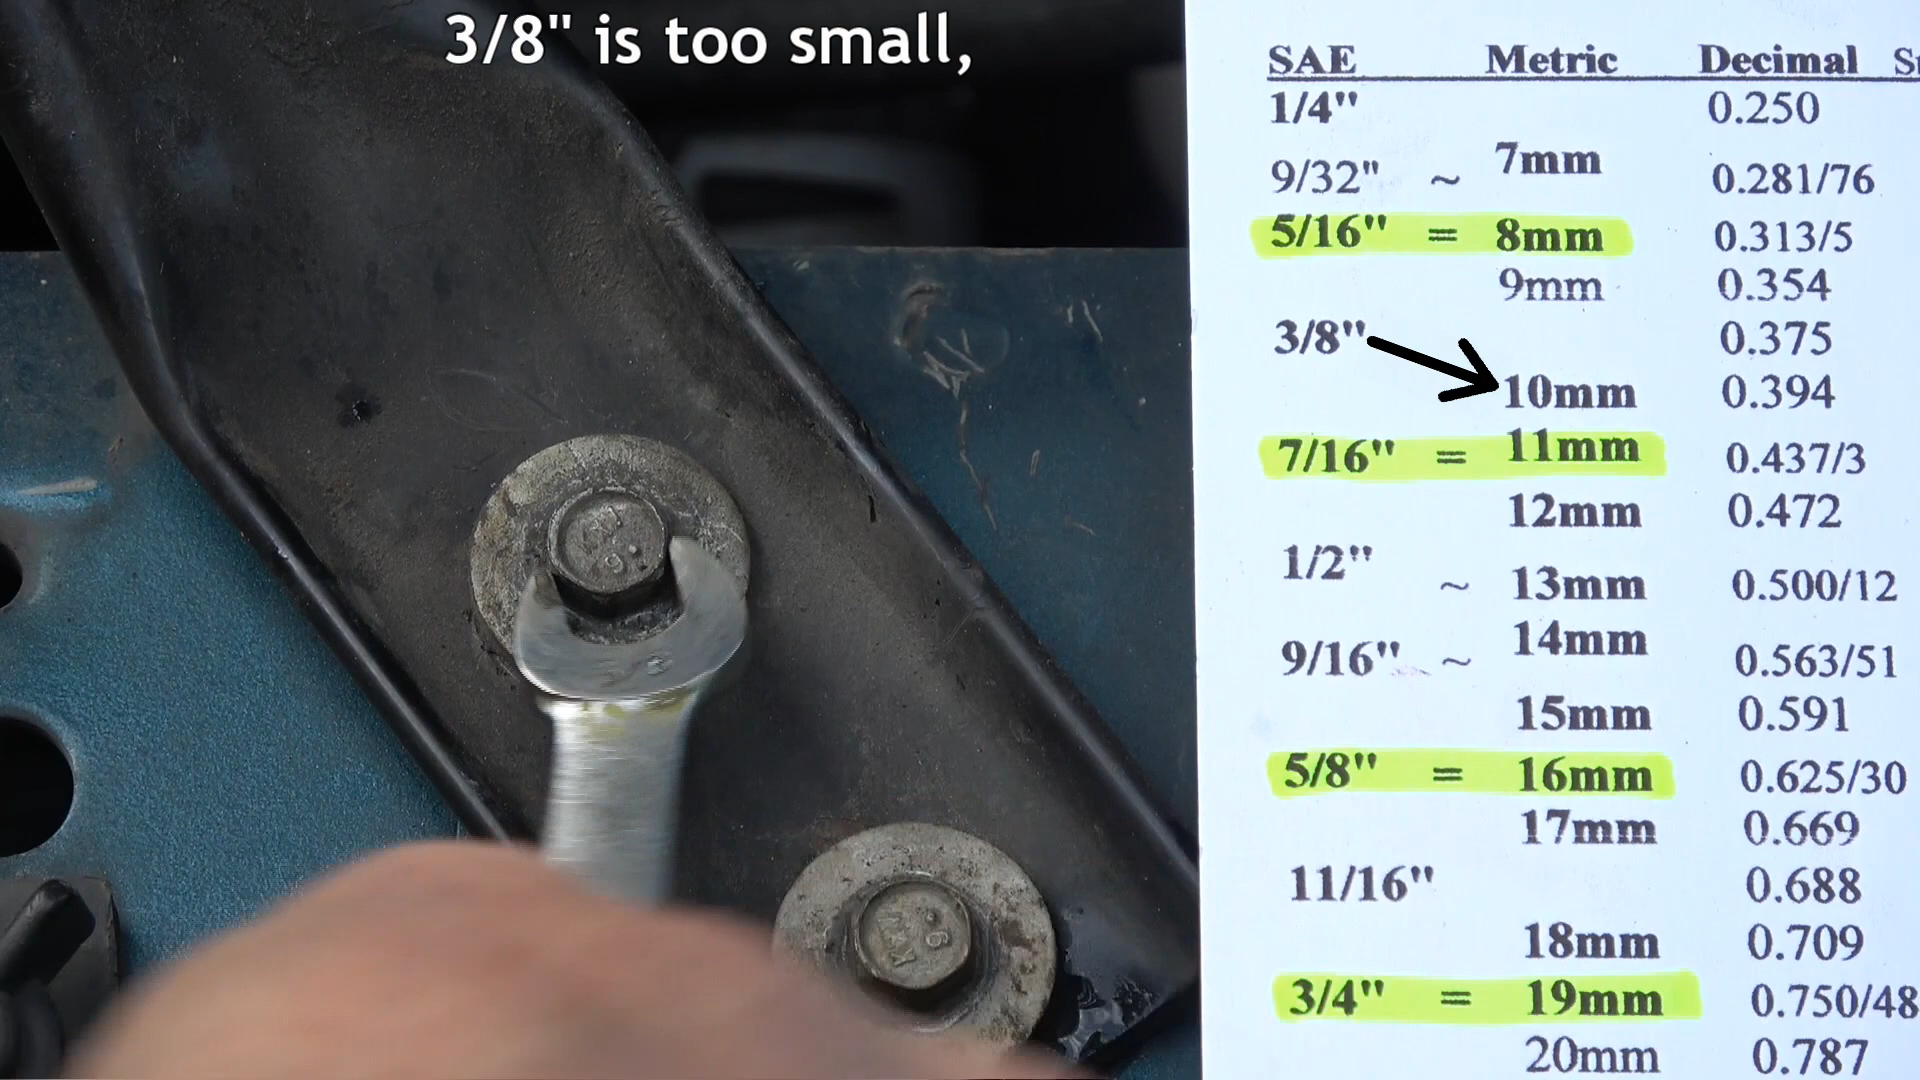 3/8" is too small,
SAE Metric Decimal
1/4" 0.250
9/32" ~ 7mm 0.281/76
5/16" = 8mm 0.313/5
9mm 0.354
3/8" 0.375
10mm 0.394
7/16" = 11mm 0.437/3
12mm 0.472
1/2" ~ 13mm 0.500/12
9/16" ~ 14mm 0.563/51
15mm 0.591
5/8" = 16mm 0.625/30
17mm 0.669
11/16" 0.688
18mm 0.709
3/4" = 19mm 0.750/48
20mm 0.787